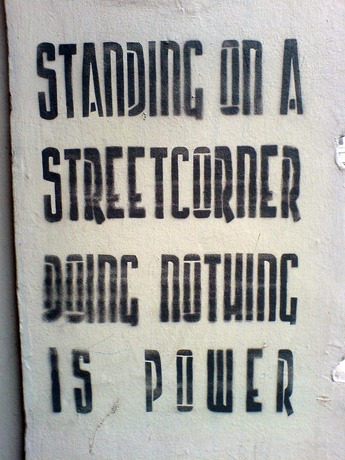 STANDING ON A
STREETCORNER
DOING NOTHING
IS POWER